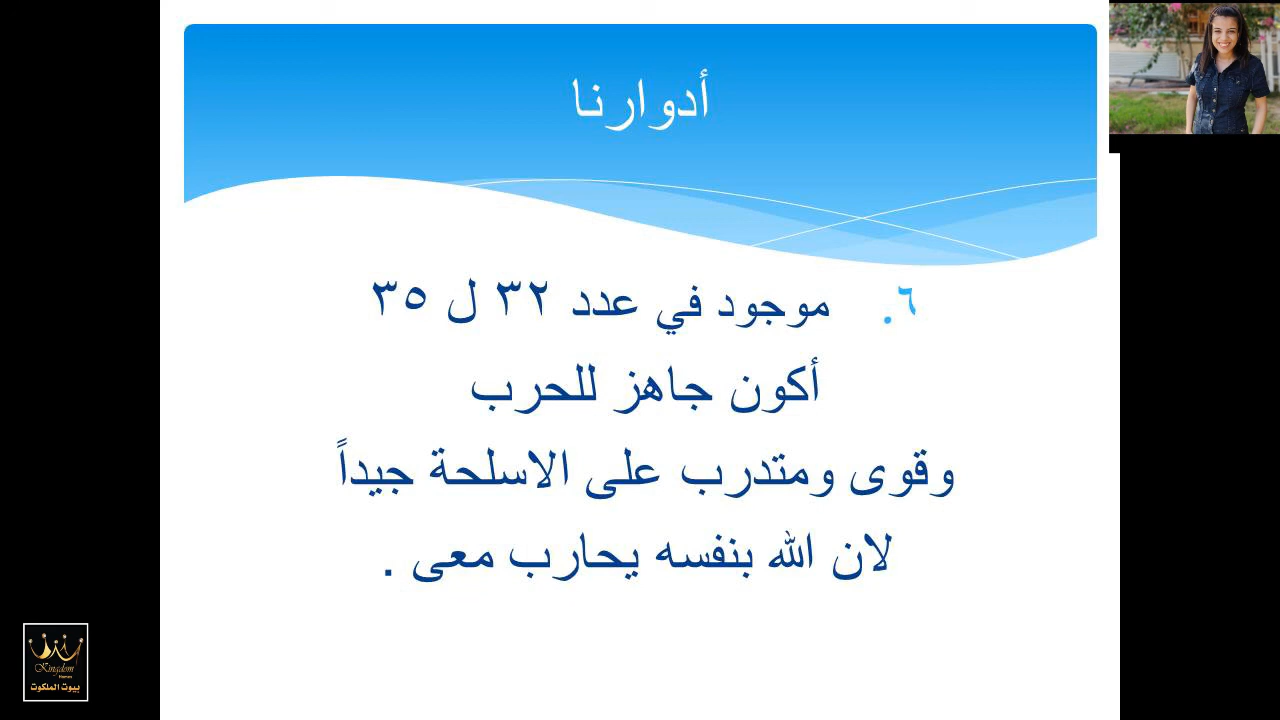 أدوارنا
٦. موجود في عدد ٣٢ ل ٣٥
أكون جاهز للحرب
وقوى ومتدرب على الاسلحة جيداً
لان الله بنفسه يحارب معى .
Kingdom
Homes
بيوت الملكوت